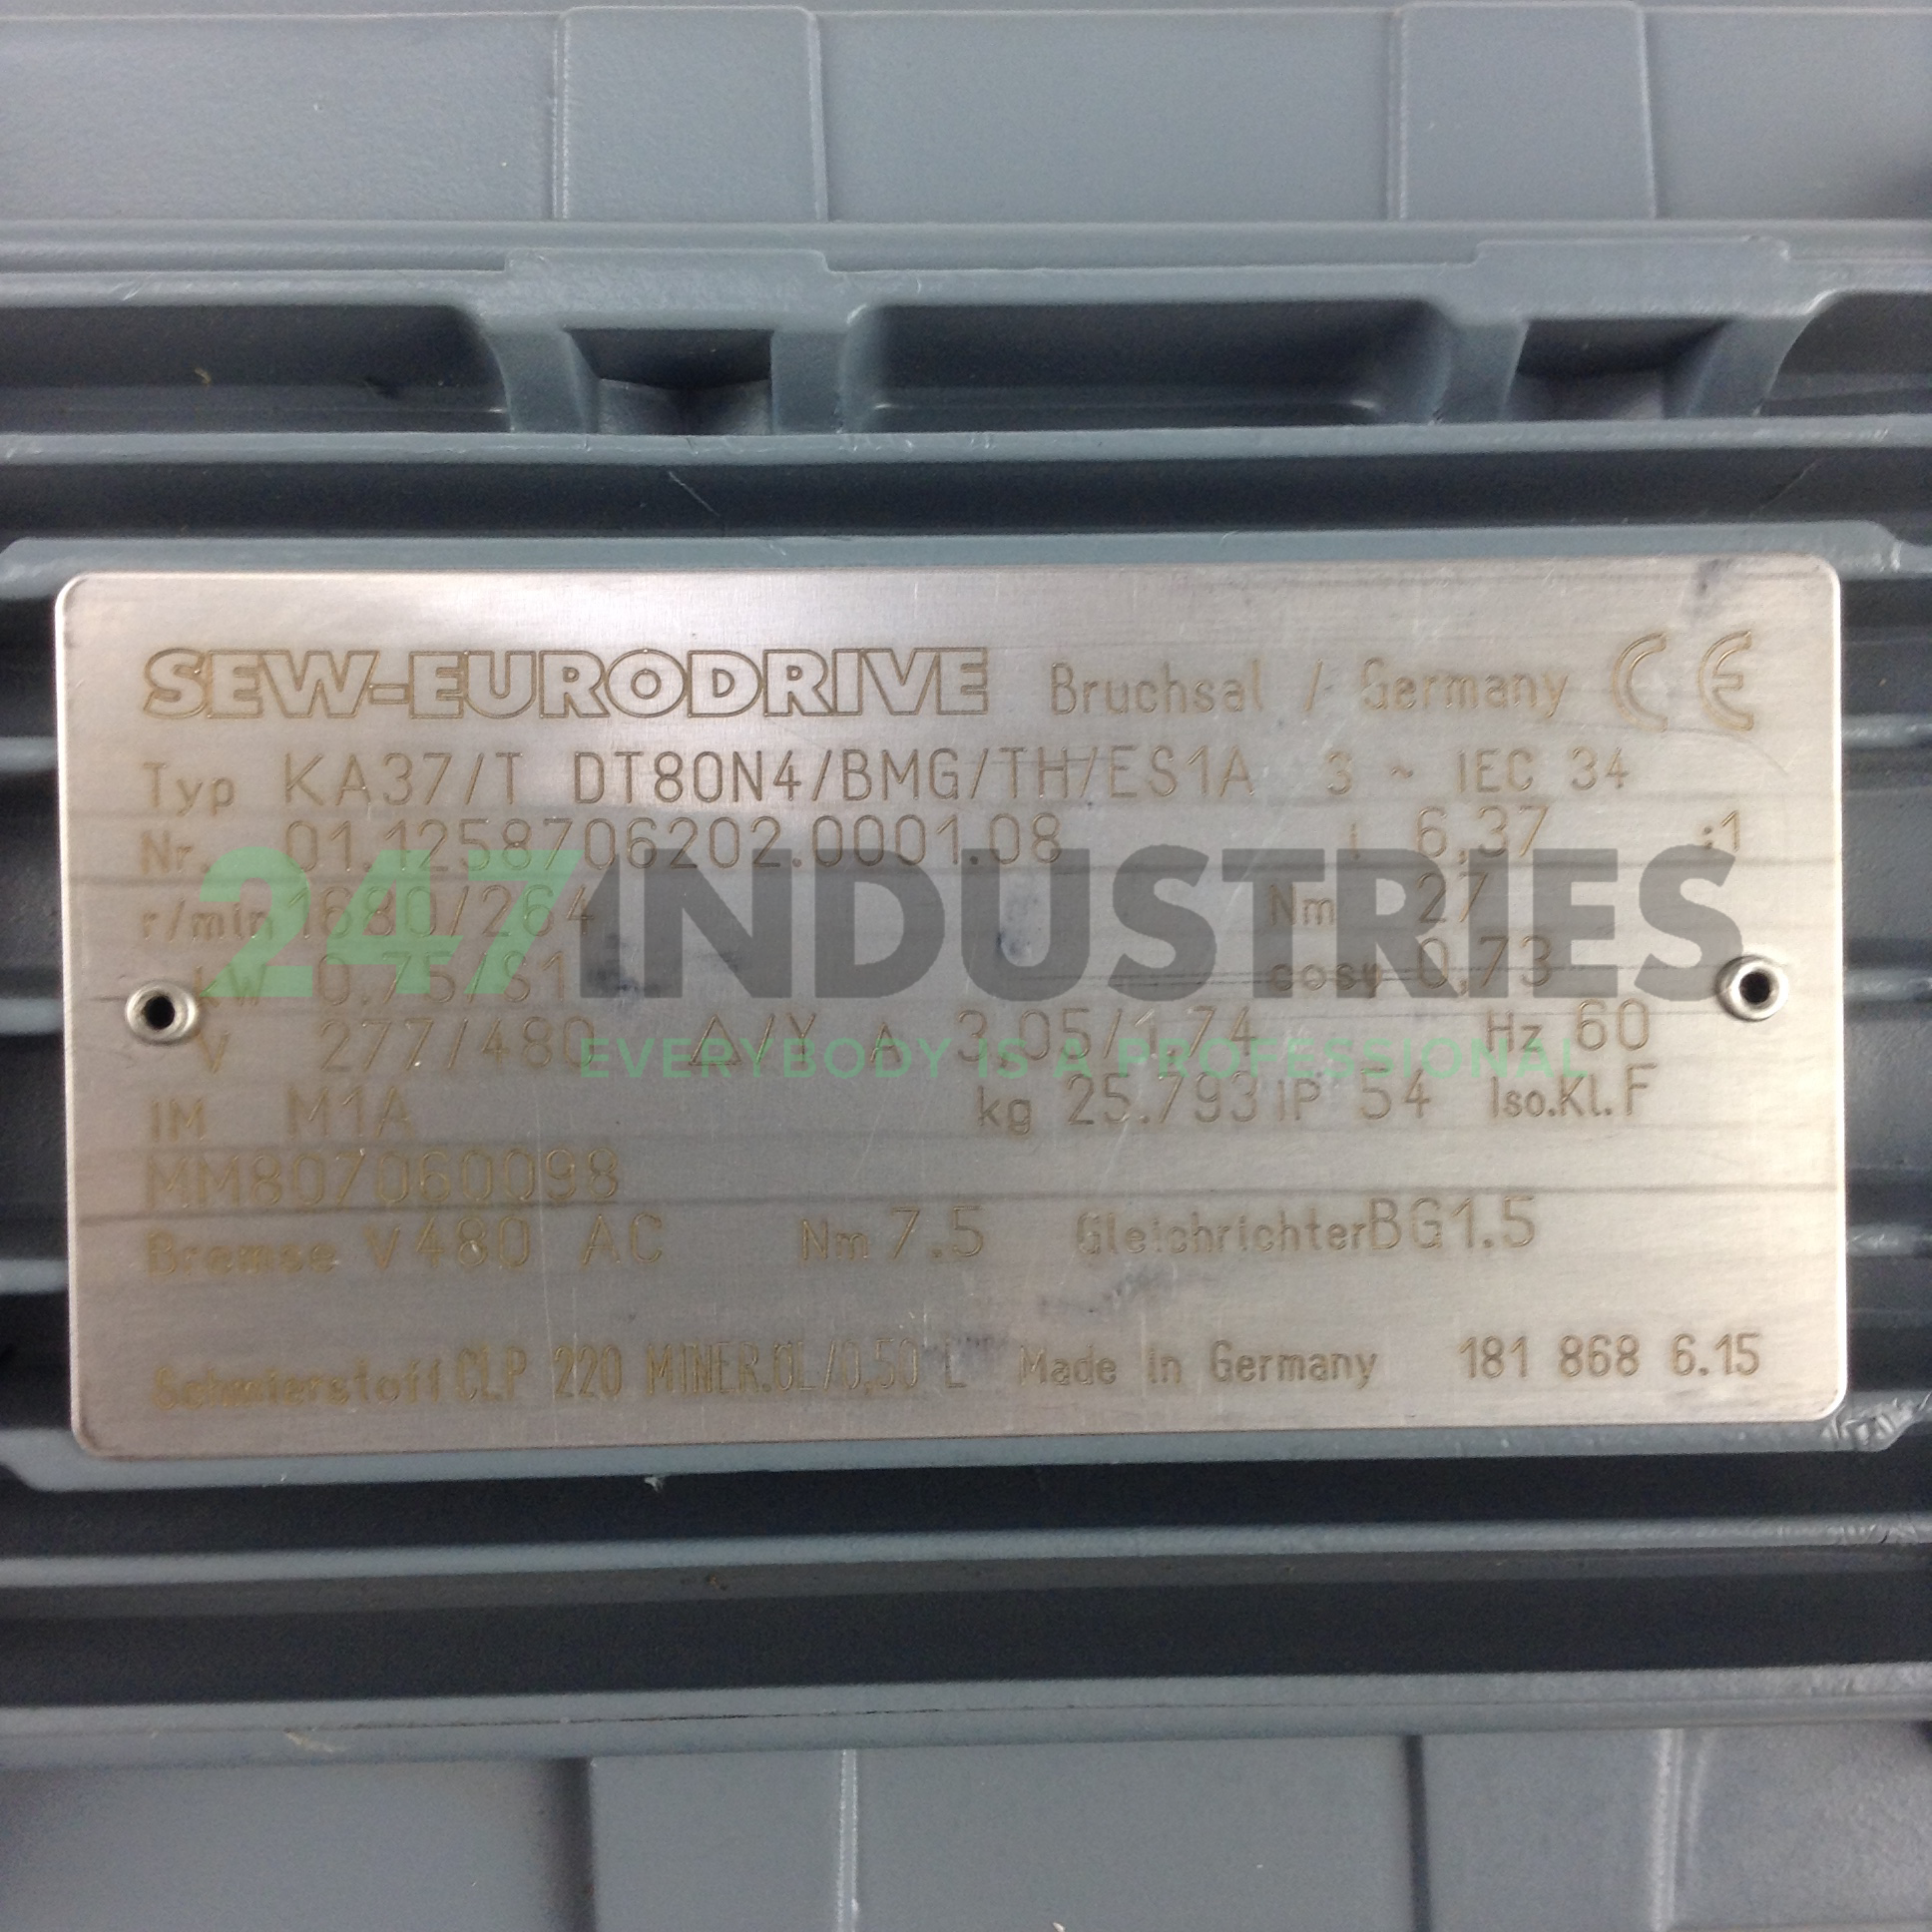 SEW-EURODRIVE Bruchsal / Germany CE
Typ KA37/T DT80N4/BMG/TH/ES1A 3 ~ IEC 34
Nr. 01.1258706202.0001.08 i 6,37 :1
r/min 1680/264 Nm 27
kW 0.75/S1 cosφ 0,73
V 277/480 Δ/Y A 3,05/1,74 Hz 60
IM M1A kg 25.793 IP 54 Iso.Kl. F
MM807060098
Bremse V 480 AC Nm 7.5 Gleichrichter BG1.5
Schmierstoff CLP 220 MINER.ÖL/0,50 L Made in Germany 181 868 6.15
247INDUSTRIES
EVERYBODY IS A PROFESSIONAL